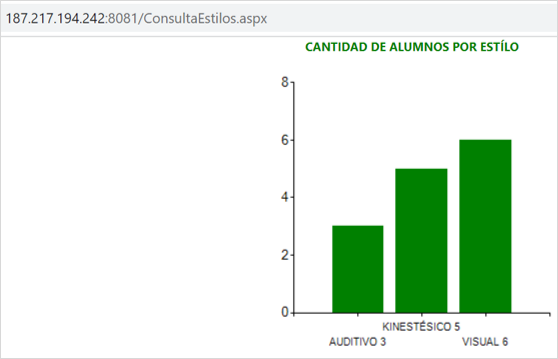 187.217.194.242:8081/ConsultaEstilos.aspx
CANTIDAD DE ALUMNOS POR ESTÍLO
8
6
4
2
0
KINESTÉSICO 5
AUDITIVO 3 VISUAL 6